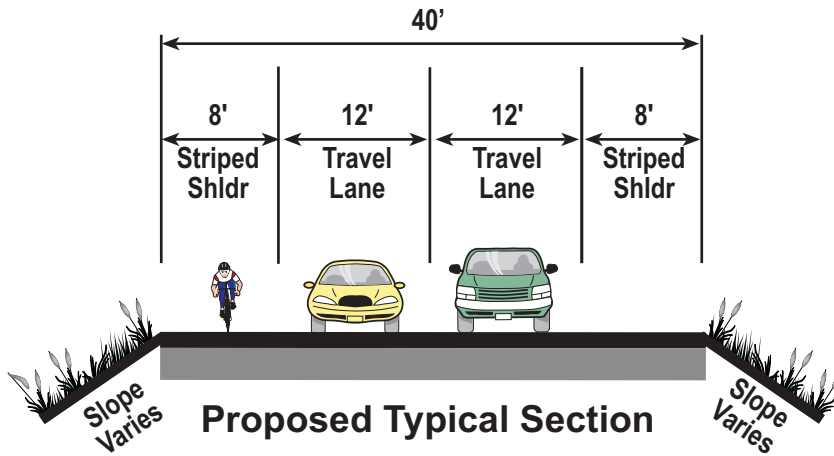 40’
8'
12'
12'
8'
Striped
Shldr
Travel
Lane
Travel
Lane
Striped
Shldr
Slope
Varies
Proposed Typical Section
Slope
Varies